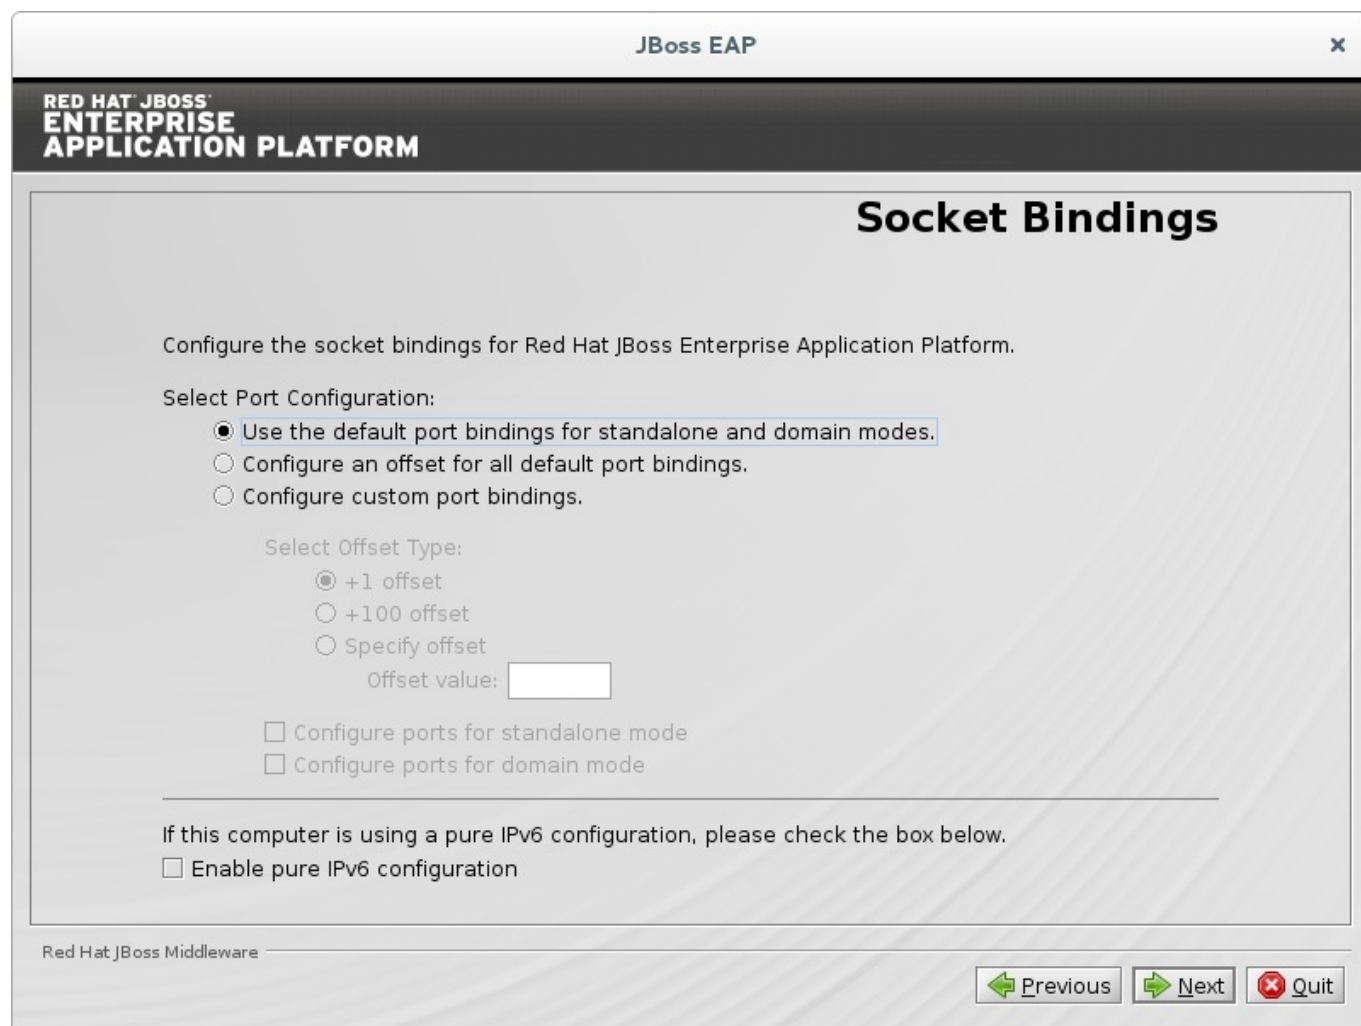 JBoss EAP
RED HAT JBOSS
ENTERPRISE
APPLICATION PLATFORM
Socket Bindings
Configure the socket bindings for Red Hat JBoss Enterprise Application Platform.
Select Port Configuration:
Use the default port bindings for standalone and domain modes.
Configure an offset for all default port bindings.
Configure custom port bindings.
Select Offset Type:
+1 offset
+100 offset
Specify offset
Offset value:
Configure ports for standalone mode
Configure ports for domain mode
If this computer is using a pure IPv6 configuration, please check the box below.
Enable pure IPv6 configuration
Red Hat JBoss Middleware
Previous Next Quit